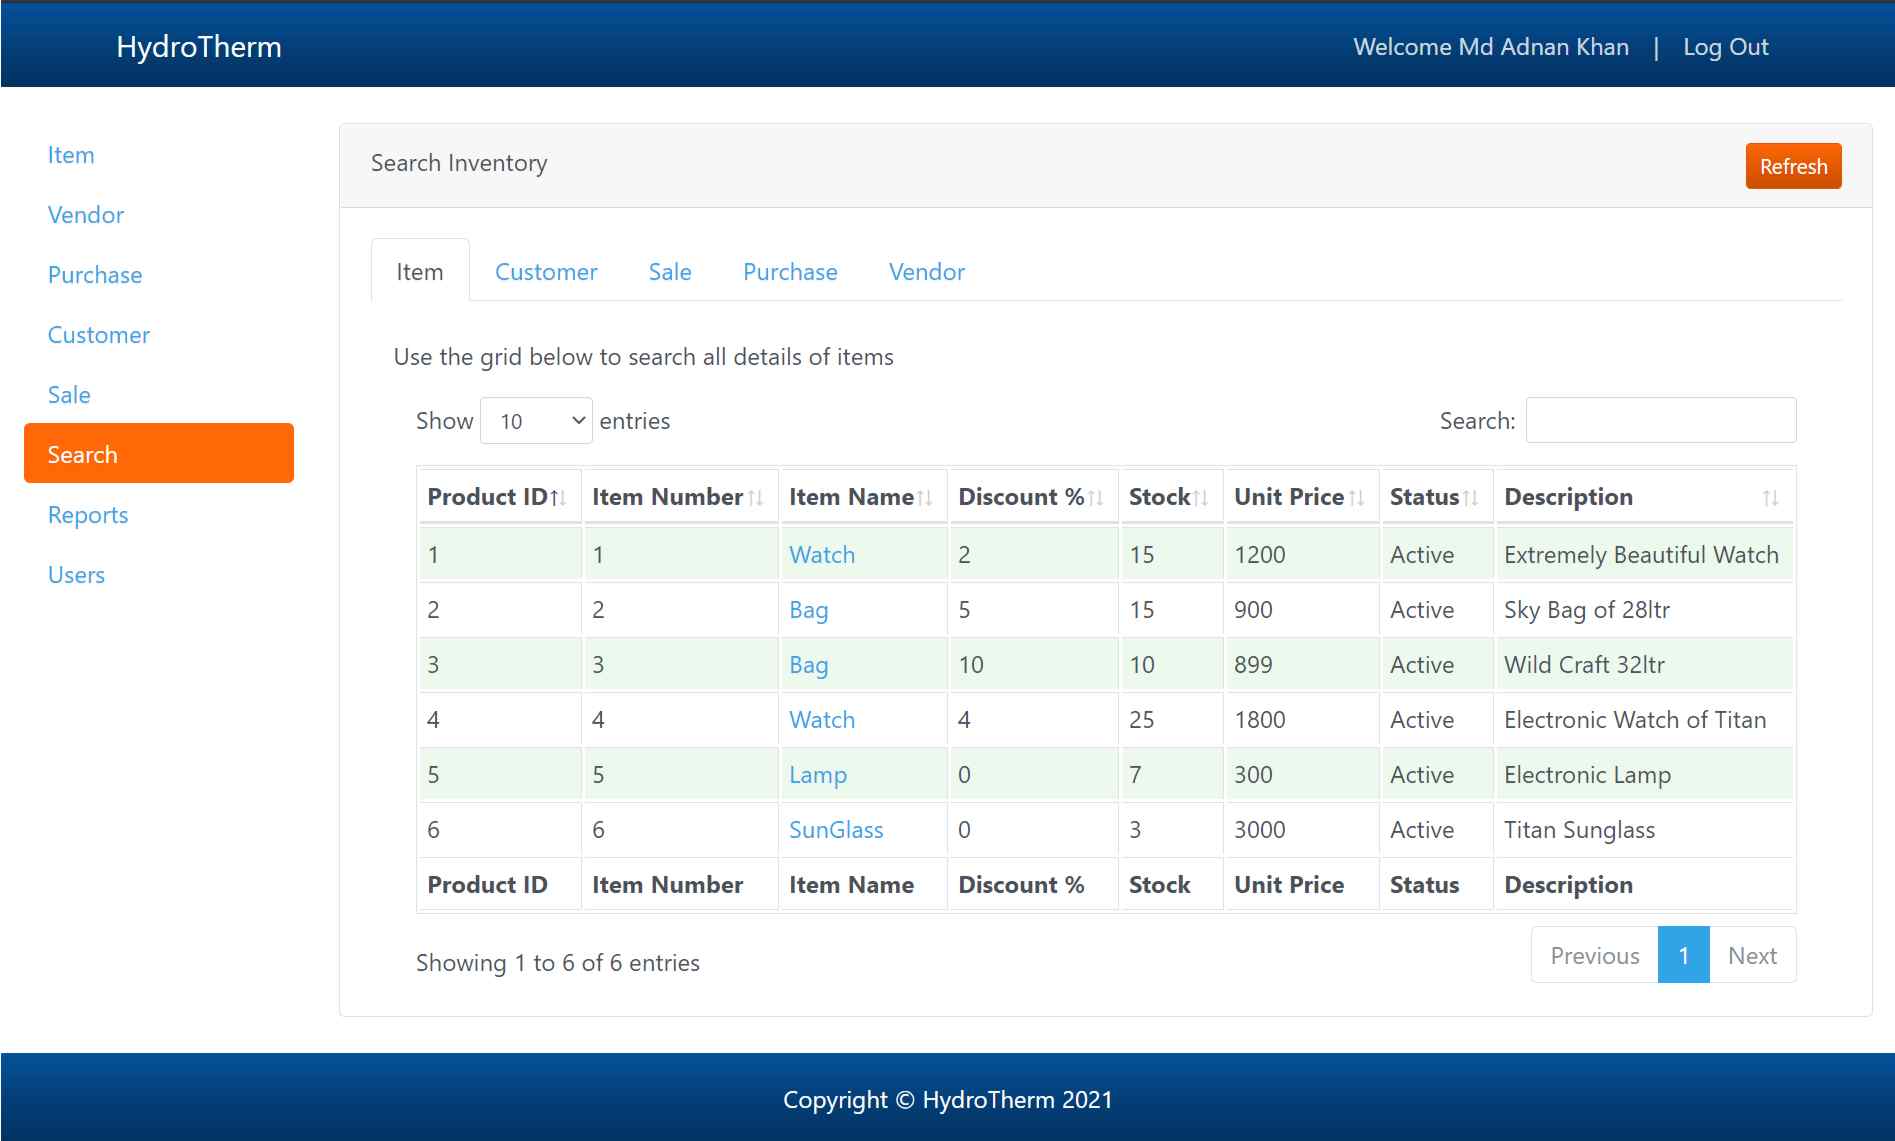 HydroTherm Welcome Md Adnan Khan | Log Out
Item
Vendor
Purchase
Customer
Sale
Search
Reports
Users
Search Inventory Refresh
Item Customer Sale Purchase Vendor
Use the grid below to search all details of items
Show 10 entries Search:
Product ID Item Number Item Name Discount % Stock Unit Price Status Description
1 1 Watch 2 15 1200 Active Extremely Beautiful Watch
2 2 Bag 5 15 900 Active Sky Bag of 28ltr
3 3 Bag 10 10 899 Active Wild Craft 32ltr
4 4 Watch 4 25 1800 Active Electronic Watch of Titan
5 5 Lamp 0 7 300 Active Electronic Lamp
6 6 SunGlass 0 3 3000 Active Titan Sunglass
Product ID Item Number Item Name Discount % Stock Unit Price Status Description
Showing 1 to 6 of 6 entries Previous 1 Next
Copyright © HydroTherm 2021